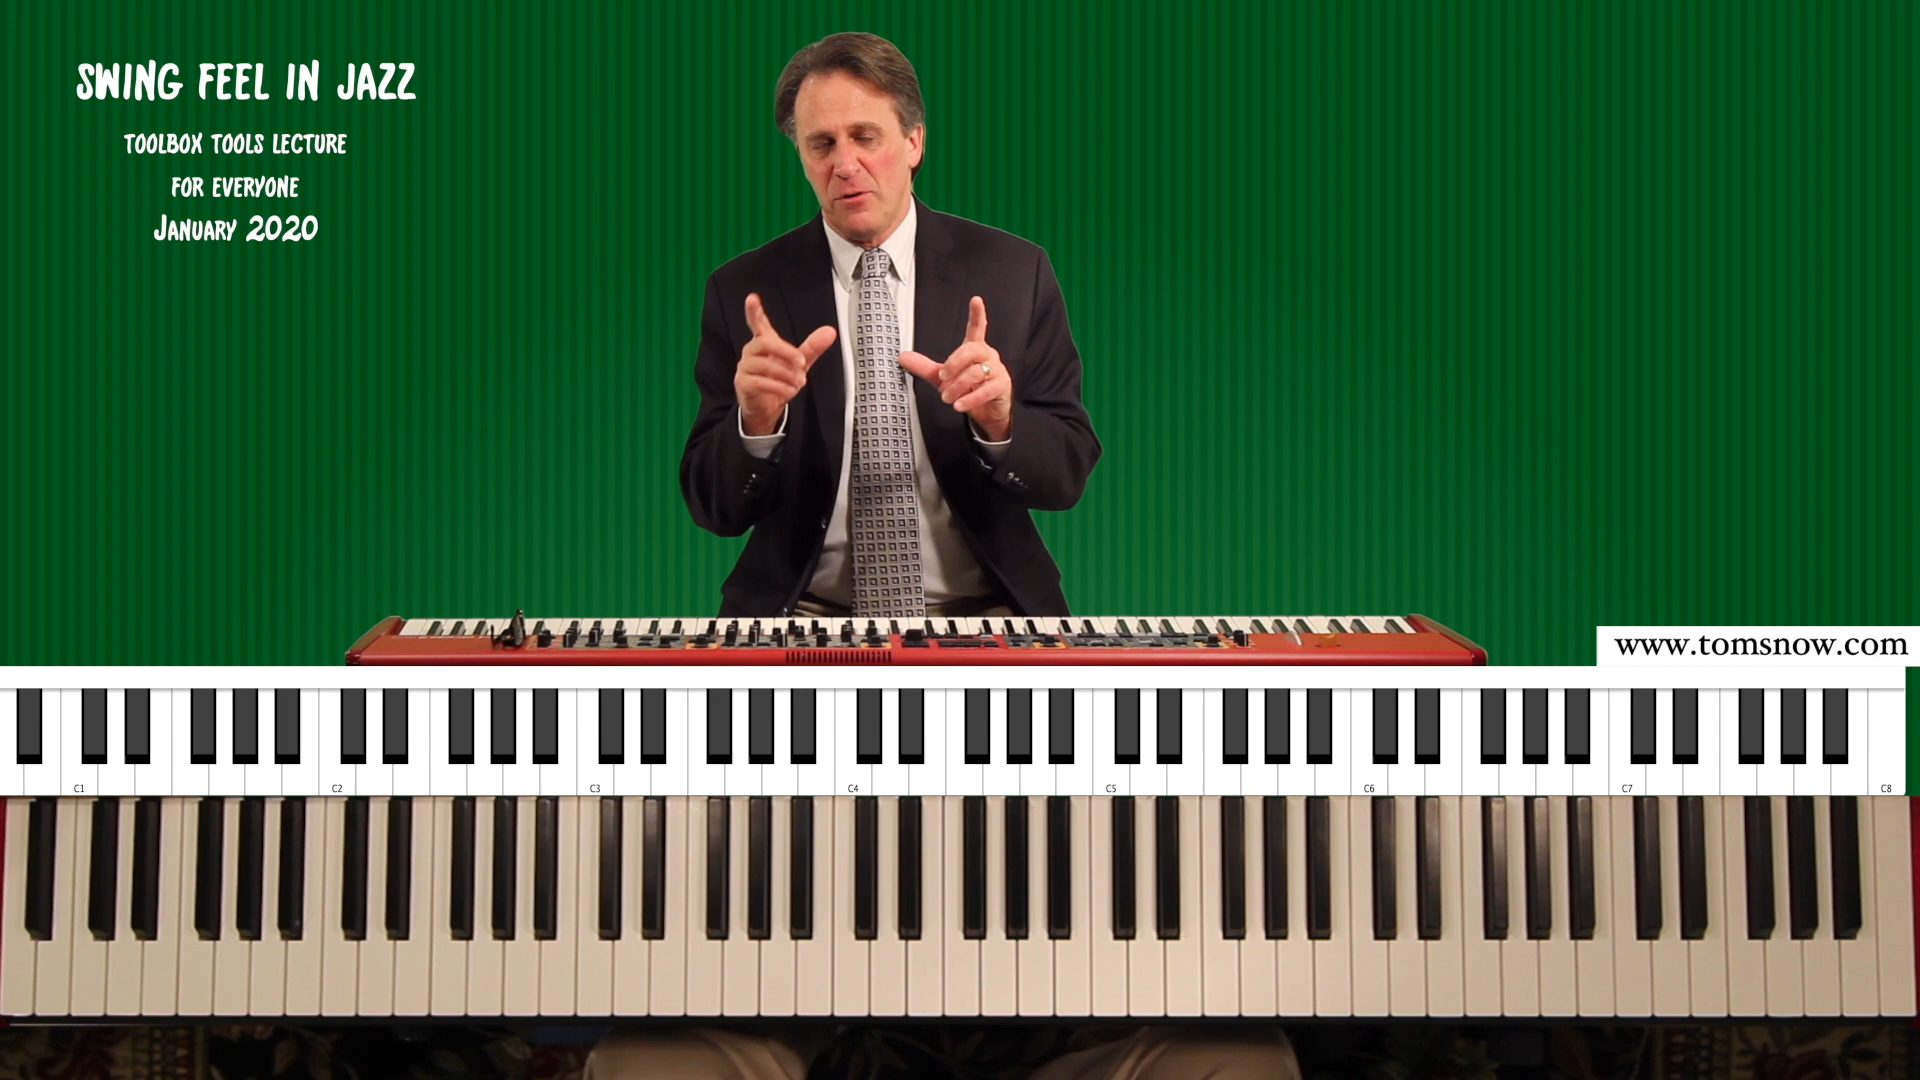 SWING FEEL IN JAZZ
TOOLBOX TOOLS LECTURE
FOR EVERYONE
JANUARY 2020
www.tomsnow.com
C1 C2 C3 C4 C5 C6 C7 C8